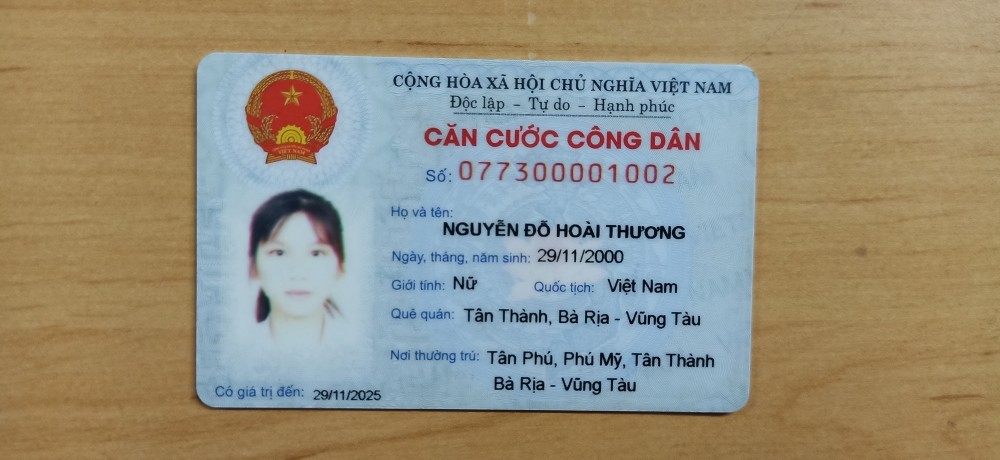 CỘNG HÒA XÃ HỘI CHỦ NGHĨA VIỆT NAM
Độc lập - Tự do - Hạnh phúc
CĂN CƯỚC CÔNG DÂN
Số: 077300001002
Họ và tên:
NGUYỄN ĐỖ HOÀI THƯƠNG
Ngày, tháng, năm sinh: 29/11/2000
Giới tính: Nữ Quốc tịch: Việt Nam
Quê quán: Tân Thành, Bà Rịa - Vũng Tàu
Nơi thường trú: Tân Phú, Phú Mỹ, Tân Thành
Bà Rịa - Vũng Tàu
Có giá trị đến: 29/11/2025